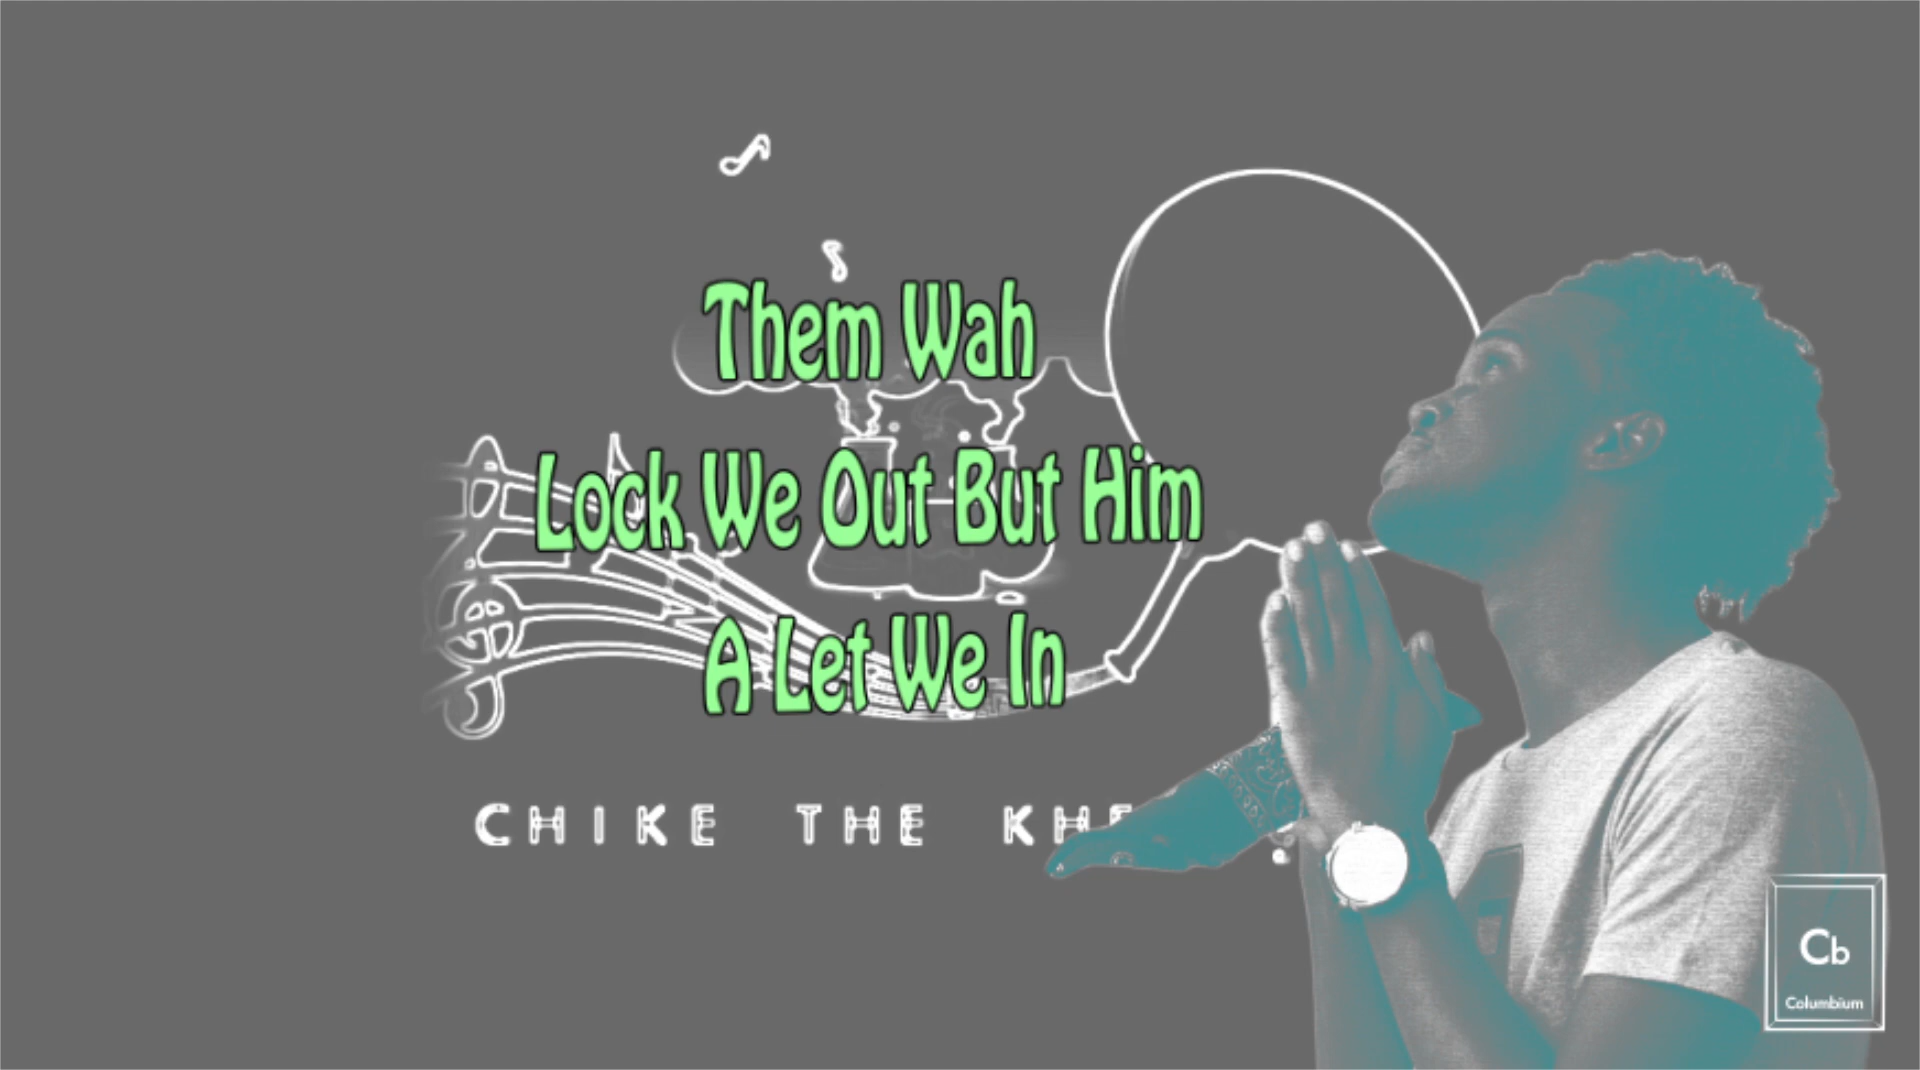 Them Wah
Lock We Out But Him
A Let We In
CHIKE THE
Cb
Columbium